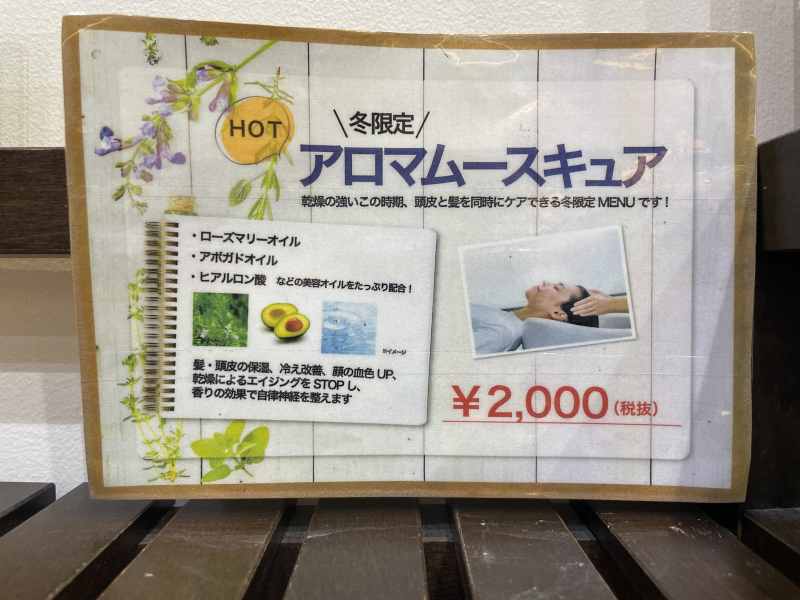 HOT
\冬限定/
アロマムースキュア
乾燥の強いこの時期、頭皮と髪を同時にケアできる冬限定 MENU です！
・ローズマリーオイル
・アボガドオイル
・ヒアルロン酸 などの美容オイルをたっぷり配合！
※イメージ
髪・頭皮の保湿、冷え改善、顔の血色 UP、
乾燥によるエイジングを STOP し、
香りの効果で自律神経を整えます
￥2,000（税抜）